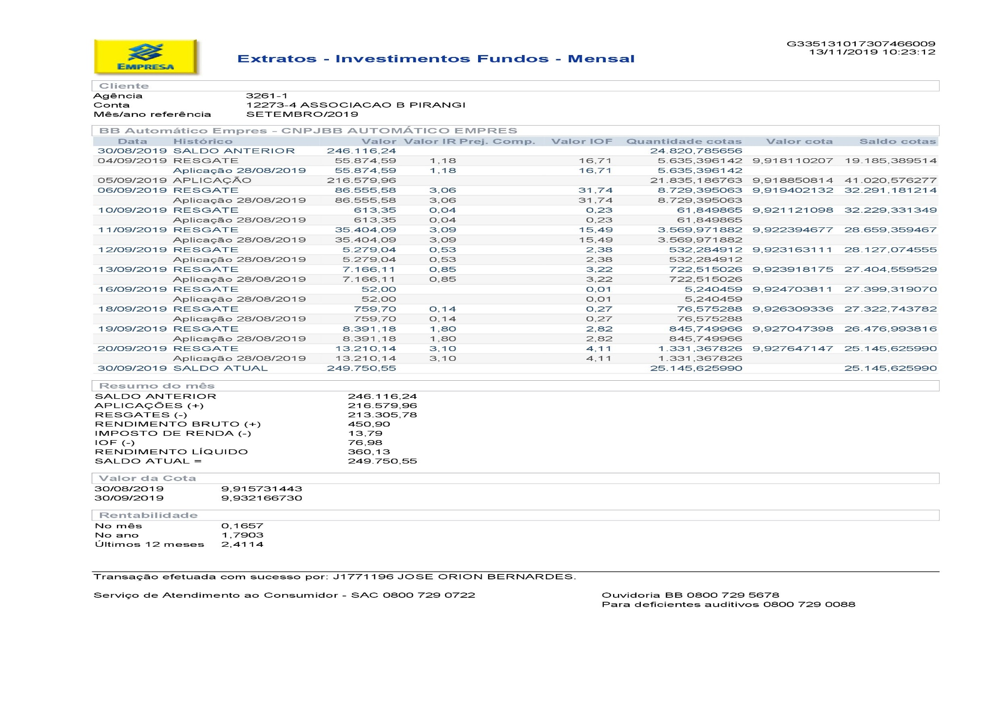 EMPRESA
Extratos - Investimentos Fundos - Mensal
G335131017307466009
13/11/2019 10:23:12
Cliente
Agência 3261-1
Conta 12273-4 ASSOCIACAO B PIRANGI
Mês/ano referência SETEMBRO/2019
BB Automático Empres - CNPJBB AUTOMÁTICO EMPRES
Data Histórico Valor Valor IR Prej. Comp. Valor IOF Quantidade cotas Valor cota Saldo cotas
30/08/2019 SALDO ANTERIOR 246.116,24 24.820,785656
04/09/2019 RESGATE 55.874,59 1,18 16,71 5.635,396142 9,918110207 19.185,389514
Aplicação 28/08/2019 55.874,59 1,18 16,71 5.635,396142
05/09/2019 APLICAÇÃO 216.579,96 21.835,186763 9,918850814 41.020,576277
06/09/2019 RESGATE 86.555,58 3,06 31,74 8.729,395063 9,919402132 32.291,181214
Aplicação 28/08/2019 86.555,58 3,06 31,74 8.729,395063
10/09/2019 RESGATE 613,35 0,04 0,23 61,849865 9,921121098 32.229,331349
Aplicação 28/08/2019 613,35 0,04 0,23 61,849865
11/09/2019 RESGATE 35.404,09 3,09 15,49 3.569,971882 9,922394677 28.659,359467
Aplicação 28/08/2019 35.404,09 3,09 15,49 3.569,971882
12/09/2019 RESGATE 5.279,04 0,53 2,38 532,284912 9,923163111 28.127,074555
Aplicação 28/08/2019 5.279,04 0,53 2,38 532,284912
13/09/2019 RESGATE 7.166,11 0,85 3,22 722,515026 9,923918175 27.404,559529
Aplicação 28/08/2019 7.166,11 0,85 3,22 722,515026
16/09/2019 RESGATE 52,00 0,01 5,240459 9,924703811 27.399,319070
Aplicação 28/08/2019 52,00 0,01 5,240459
18/09/2019 RESGATE 759,70 0,14 0,27 76,575288 9,926309336 27.322,743782
Aplicação 28/08/2019 759,70 0,14 0,27 76,575288
19/09/2019 RESGATE 8.391,18 1,80 2,82 845,749966 9,927047398 26.476,993816
Aplicação 28/08/2019 8.391,18 1,80 2,82 845,749966
20/09/2019 RESGATE 13.210,14 3,10 4,11 1.331,367826 9,927647147 25.145,625990
Aplicação 28/08/2019 13.210,14 3,10 4,11 1.331,367826
30/09/2019 SALDO ATUAL 249.750,55 25.145,625990 25.145,625990
Resumo do mês
SALDO ANTERIOR 246.116,24
APLICAÇÕES (+) 216.579,96
RESGATES (-) 213.305,78
RENDIMENTO BRUTO (+) 450,90
IMPOSTO DE RENDA (-) 13,79
IOF (-) 76,98
RENDIMENTO LÍQUIDO 360,13
SALDO ATUAL = 249.750,55
Valor da Cota
30/08/2019 9,915731443
30/09/2019 9,932166730
Rentabilidade
No mês 0,1657
No ano 1,7903
Últimos 12 meses 2,4114
Transação efetuada com sucesso por: J1771196 JOSE ORION BERNARDES.
Serviço de Atendimento ao Consumidor - SAC 0800 729 0722 Ouvidoria BB 0800 729 5678
Para deficientes auditivos 0800 729 0088